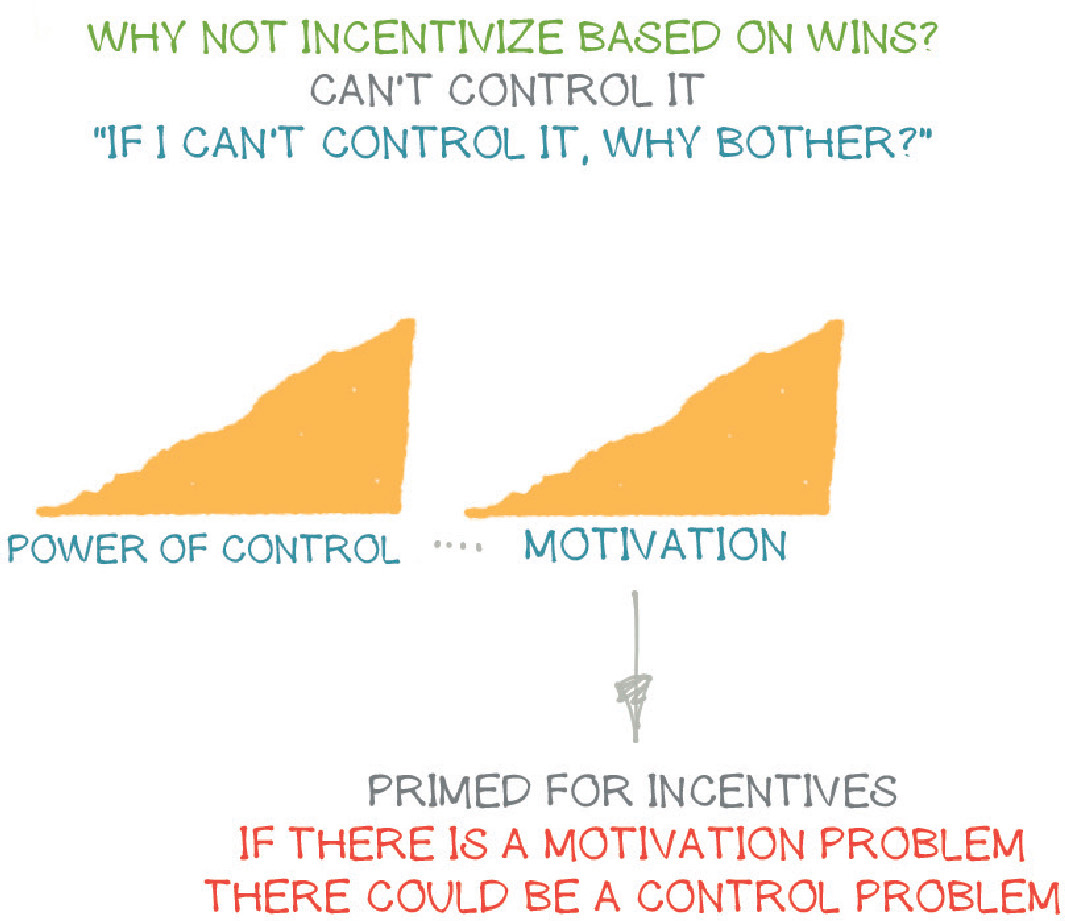 WHY NOT INCENTIVIZE BASED ON WINS?
CAN'T CONTROL IT
"IF I CAN'T CONTROL IT, WHY BOTHER?"
POWER OF CONTROL .... MOTIVATION
PRIMED FOR INCENTIVES
IF THERE IS A MOTIVATION PROBLEM
THERE COULD BE A CONTROL PROBLEM